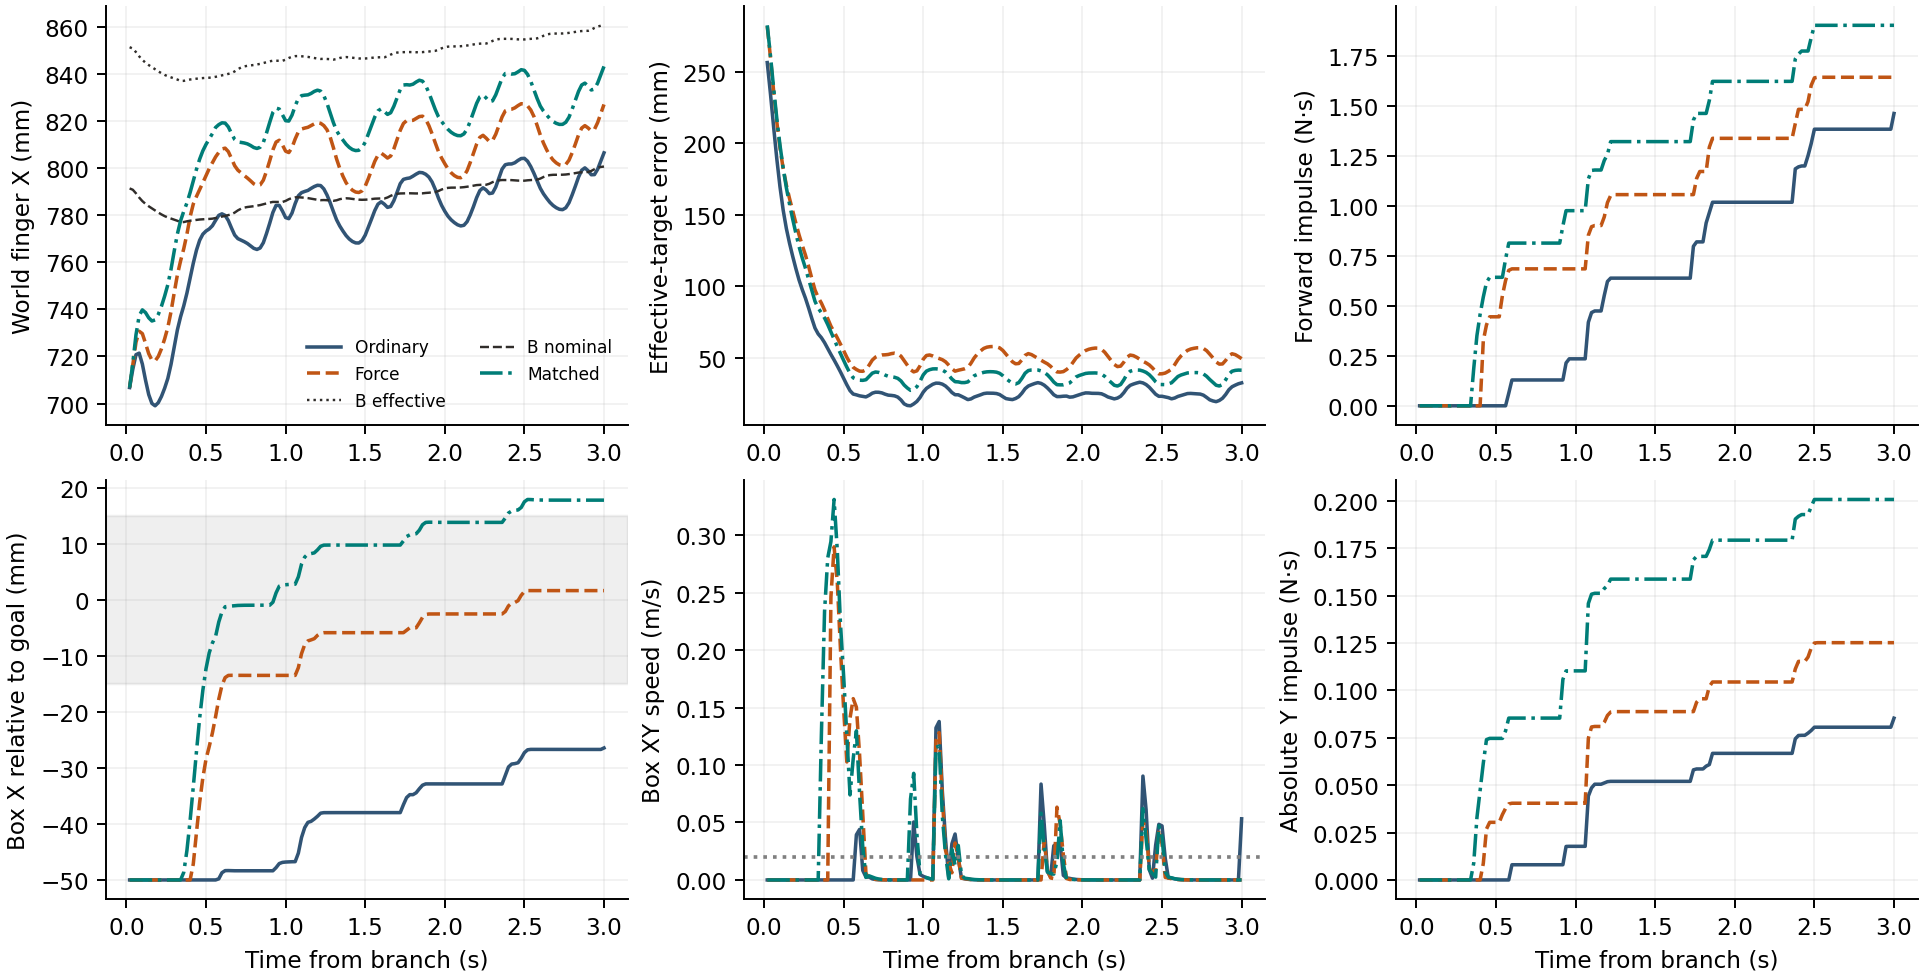 World finger X (mm)
860
840
820
800
780
760
740
720
700
0.0 0.5 1.0 1.5 2.0 2.5 3.0
Ordinary
Force
B effective
B nominal
Matched
Effective-target error (mm)
250
200
150
100
50
0.0 0.5 1.0 1.5 2.0 2.5 3.0
Forward impulse (N·s)
1.75
1.50
1.25
1.00
0.75
0.50
0.25
0.00
0.0 0.5 1.0 1.5 2.0 2.5 3.0
Box X relative to goal (mm)
20
10
0
−10
−20
−30
−40
−50
0.0 0.5 1.0 1.5 2.0 2.5 3.0
Time from branch (s)
Box XY speed (m/s)
0.30
0.25
0.20
0.15
0.10
0.05
0.00
0.0 0.5 1.0 1.5 2.0 2.5 3.0
Time from branch (s)
Absolute Y impulse (N·s)
0.200
0.175
0.150
0.125
0.100
0.075
0.050
0.025
0.000
0.0 0.5 1.0 1.5 2.0 2.5 3.0
Time from branch (s)